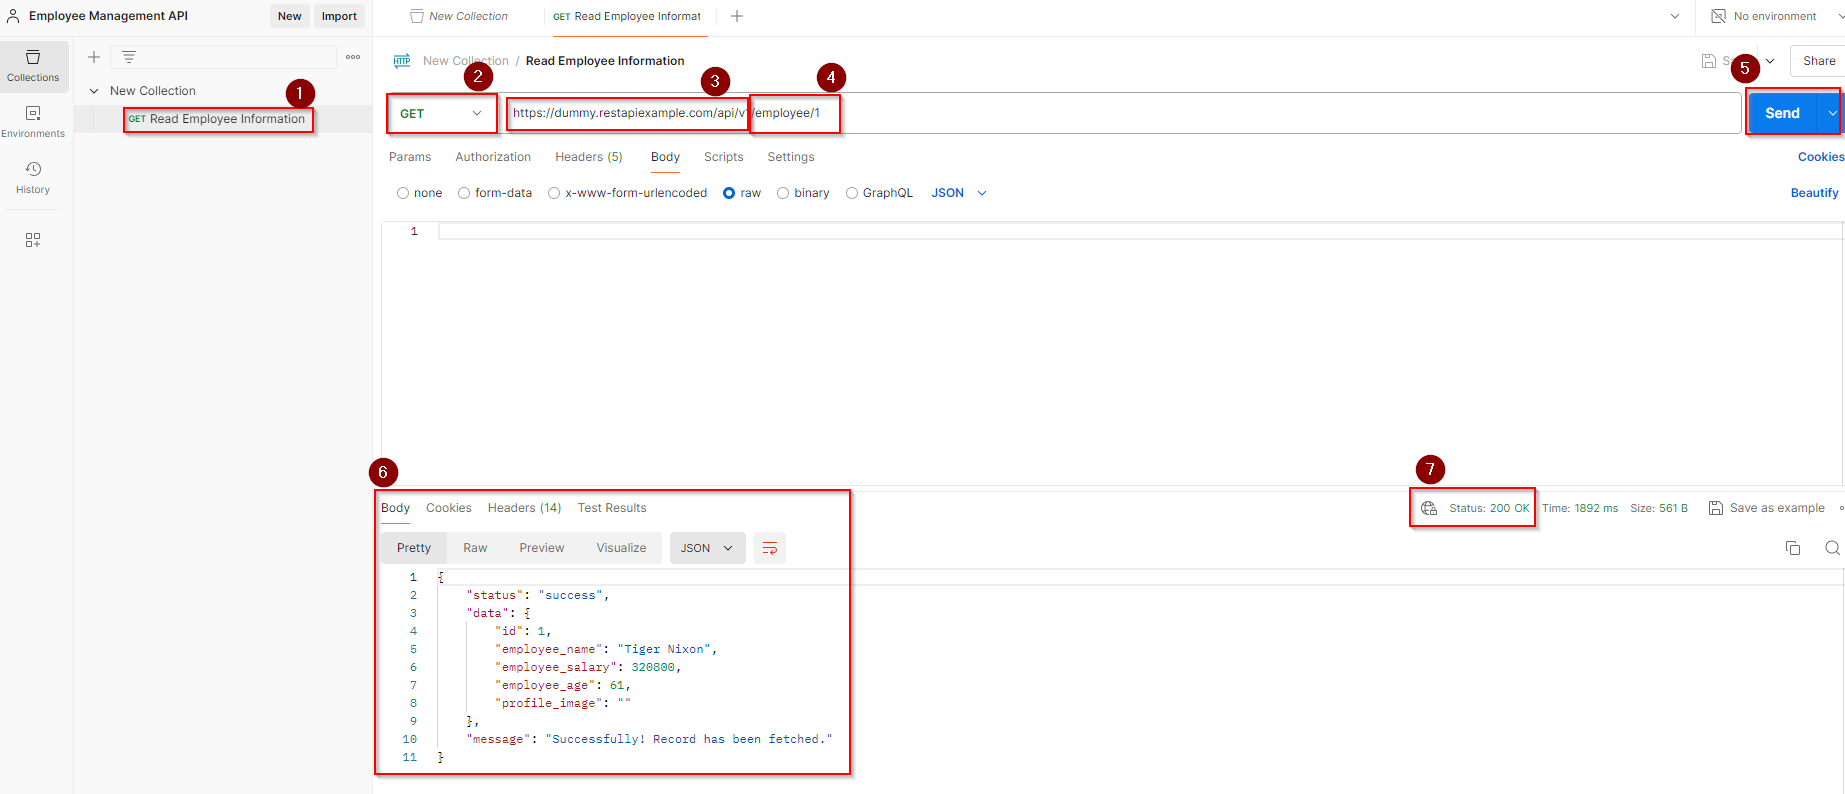 Employee Management API
New
Import
New Collection
GET Read Employee Informat
No environment
Collections
Environments
History
New Collection
1
GET Read Employee Information
New Collection / Read Employee Information
Share
2
3
4
5
GET
https://dummy.restapiexample.com/api/v1/employee/1
Send
Params
Authorization
Headers (5)
Body
Scripts
Settings
Cookies
none
form-data
x-www-form-urlencoded
raw
binary
GraphQL
JSON
Beautify
1
6
7
Body
Cookies
Headers (14)
Test Results
Status: 200 OK
Time: 1892 ms
Size: 561 B
Save as example
Pretty
Raw
Preview
Visualize
JSON
1 {
2 "status": "success",
3 "data": {
4 "id": 1,
5 "employee_name": "Tiger Nixon",
6 "employee_salary": 320800,
7 "employee_age": 61,
8 "profile_image": ""
9 },
10 "message": "Successfully! Record has been fetched."
11 }